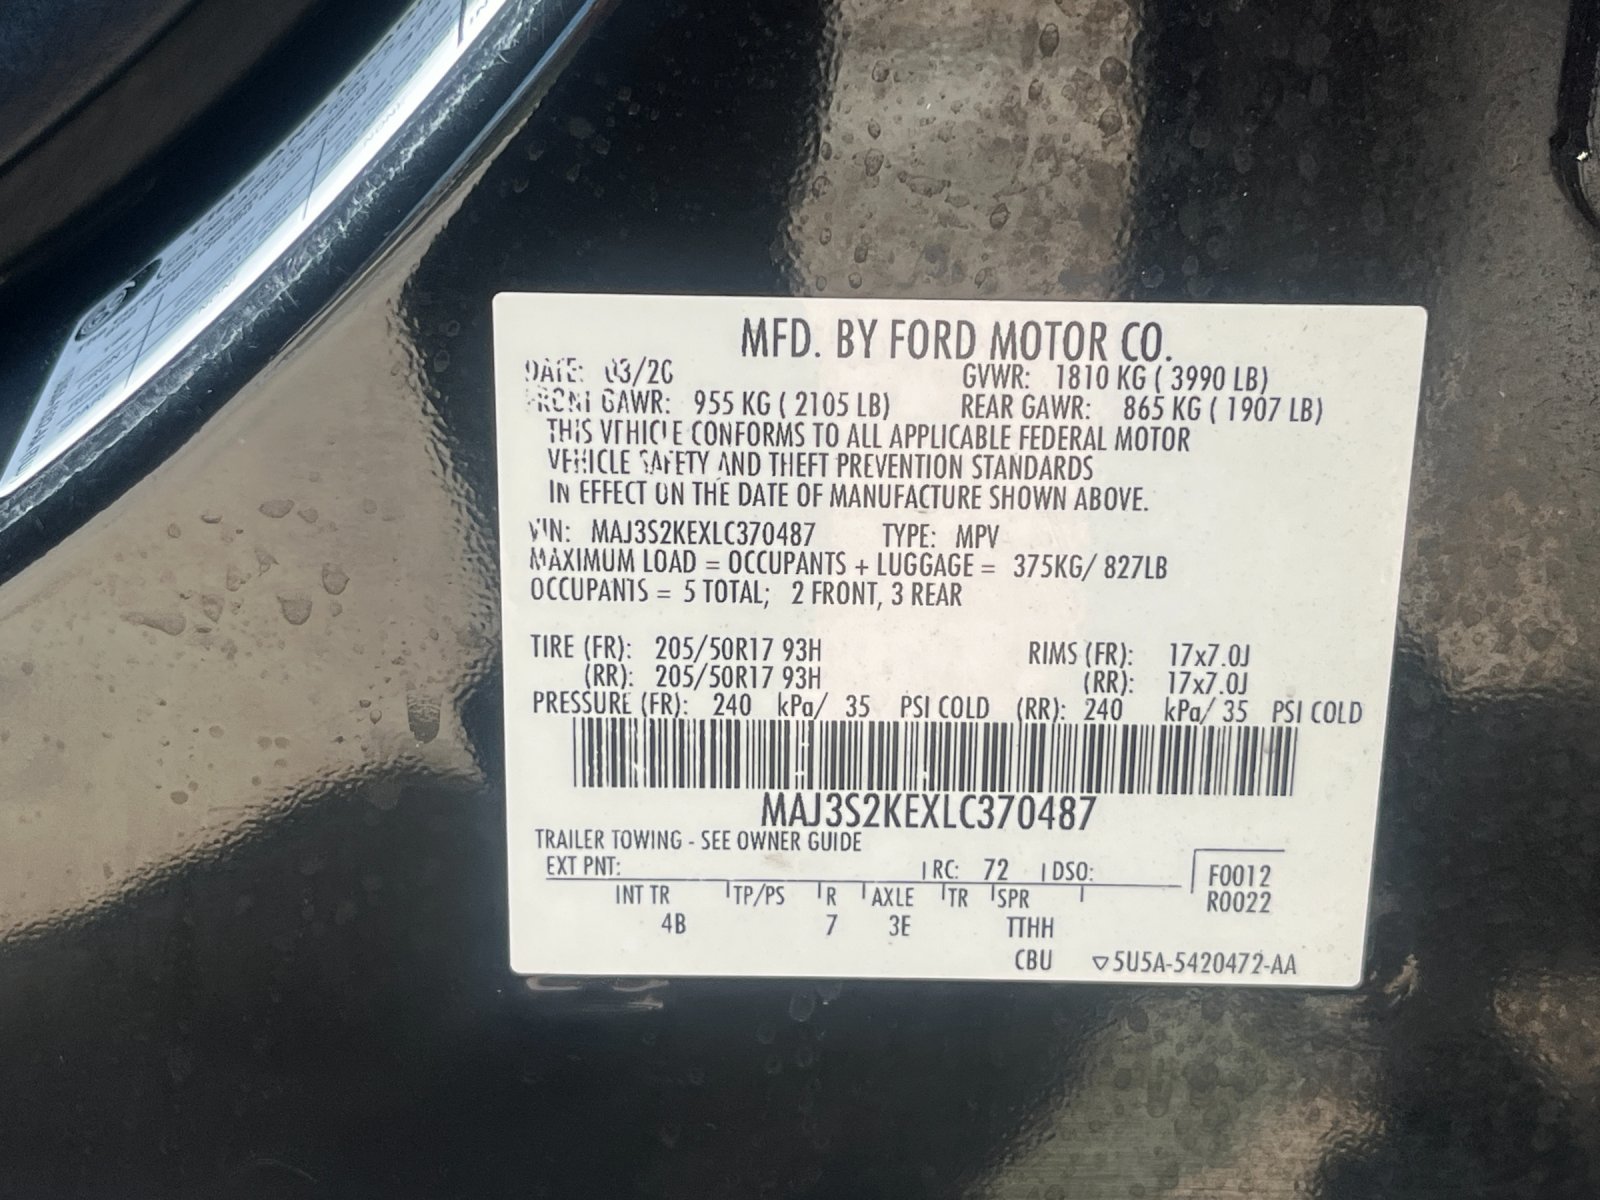 MFD. BY FORD MOTOR CO.
DATE: 03/20 GVWR: 1810 KG ( 3990 LB)
FRONT GAWR: 955 KG ( 2105 LB) REAR GAWR: 865 KG ( 1907 LB)
THIS VEHICLE CONFORMS TO ALL APPLICABLE FEDERAL MOTOR
VEHICLE SAFETY AND THEFT PREVENTION STANDARDS
IN EFFECT ON THE DATE OF MANUFACTURE SHOWN ABOVE.
VIN: MAJ3S2KEXLC370487 TYPE: MPV
MAXIMUM LOAD = OCCUPANTS + LUGGAGE = 375KG/ 827LB
OCCUPANTS = 5 TOTAL; 2 FRONT, 3 REAR
TIRE (FR): 205/50R17 93H RIMS (FR): 17x7.0J
(RR): 205/50R17 93H (RR): 17x7.0J
PRESSURE (FR): 240 kPa/ 35 PSI COLD (RR): 240 kPa/ 35 PSI COLD
MAJ3S2KEXLC370487
TRAILER TOWING - SEE OWNER GUIDE
EXT PNT: RC: 72 DSO: F0012
R0022
INT TR TP/PS R AXLE TR SPR
4B 7 3E TTHH
CBU ▽5U5A-5420472-AA